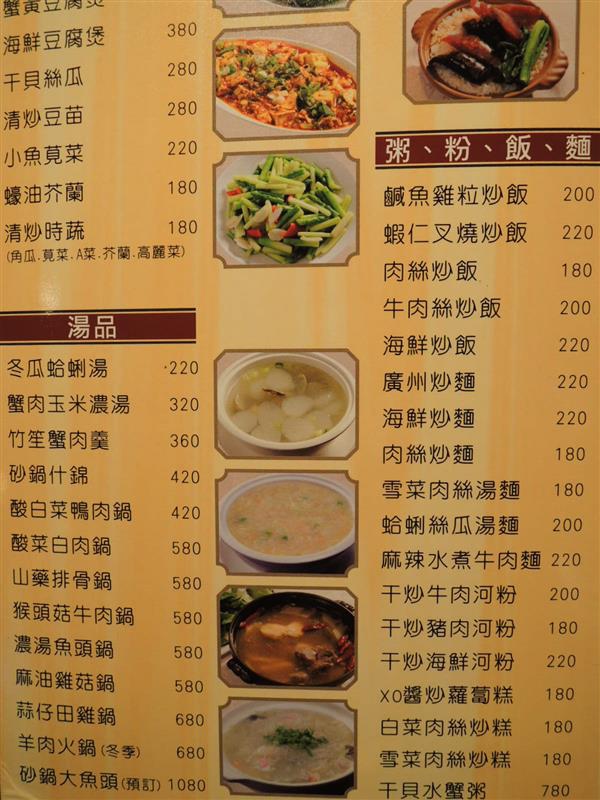 蟹黃豆腐煲
海鮮豆腐煲 380
干貝絲瓜 280
清炒豆苗 280
小魚莧菜 220
蠔油芥蘭 180
清炒時蔬 180
(角瓜.莧菜.A菜.芥蘭.高麗菜)
湯品
冬瓜蛤蜊湯 220
蟹肉玉米濃湯 320
竹笙蟹肉羹 360
砂鍋什錦 420
酸白菜鴨肉鍋 420
酸菜白肉鍋 580
山藥排骨鍋 580
猴頭菇牛肉鍋 580
濃湯魚頭鍋 580
麻油雞菇鍋 580
蒜仔田雞鍋 680
羊肉火鍋(冬季) 680
砂鍋大魚頭(預訂) 1080
粥、粉、飯、麵
鹹魚雞粒炒飯 200
蝦仁叉燒炒飯 220
肉絲炒飯 180
牛肉絲炒飯 200
海鮮炒飯 220
廣州炒麵 220
海鮮炒麵 220
肉絲炒麵 180
雪菜肉絲湯麵 180
蛤蜊絲瓜湯麵 200
麻辣水煮牛肉麵 220
干炒牛肉河粉 200
干炒豬肉河粉 180
干炒海鮮河粉 220
XO醬炒蘿蔔糕 180
白菜肉絲炒糕 180
雪菜肉絲炒糕 180
干貝水蟹粥 780